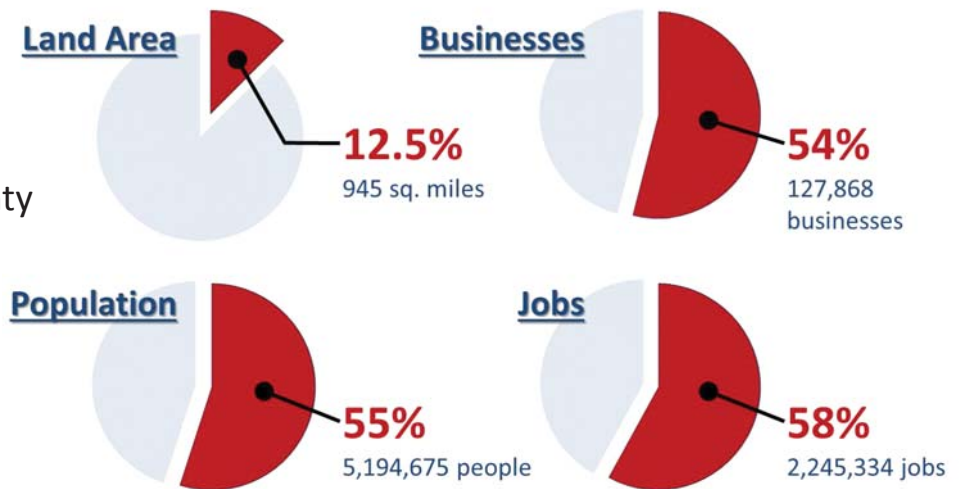 Land Area
12.5%
945 sq. miles
Businesses
54%
127,868
businesses
ty
Population
55%
5,194,675 people
Jobs
58%
2,245,334 jobs